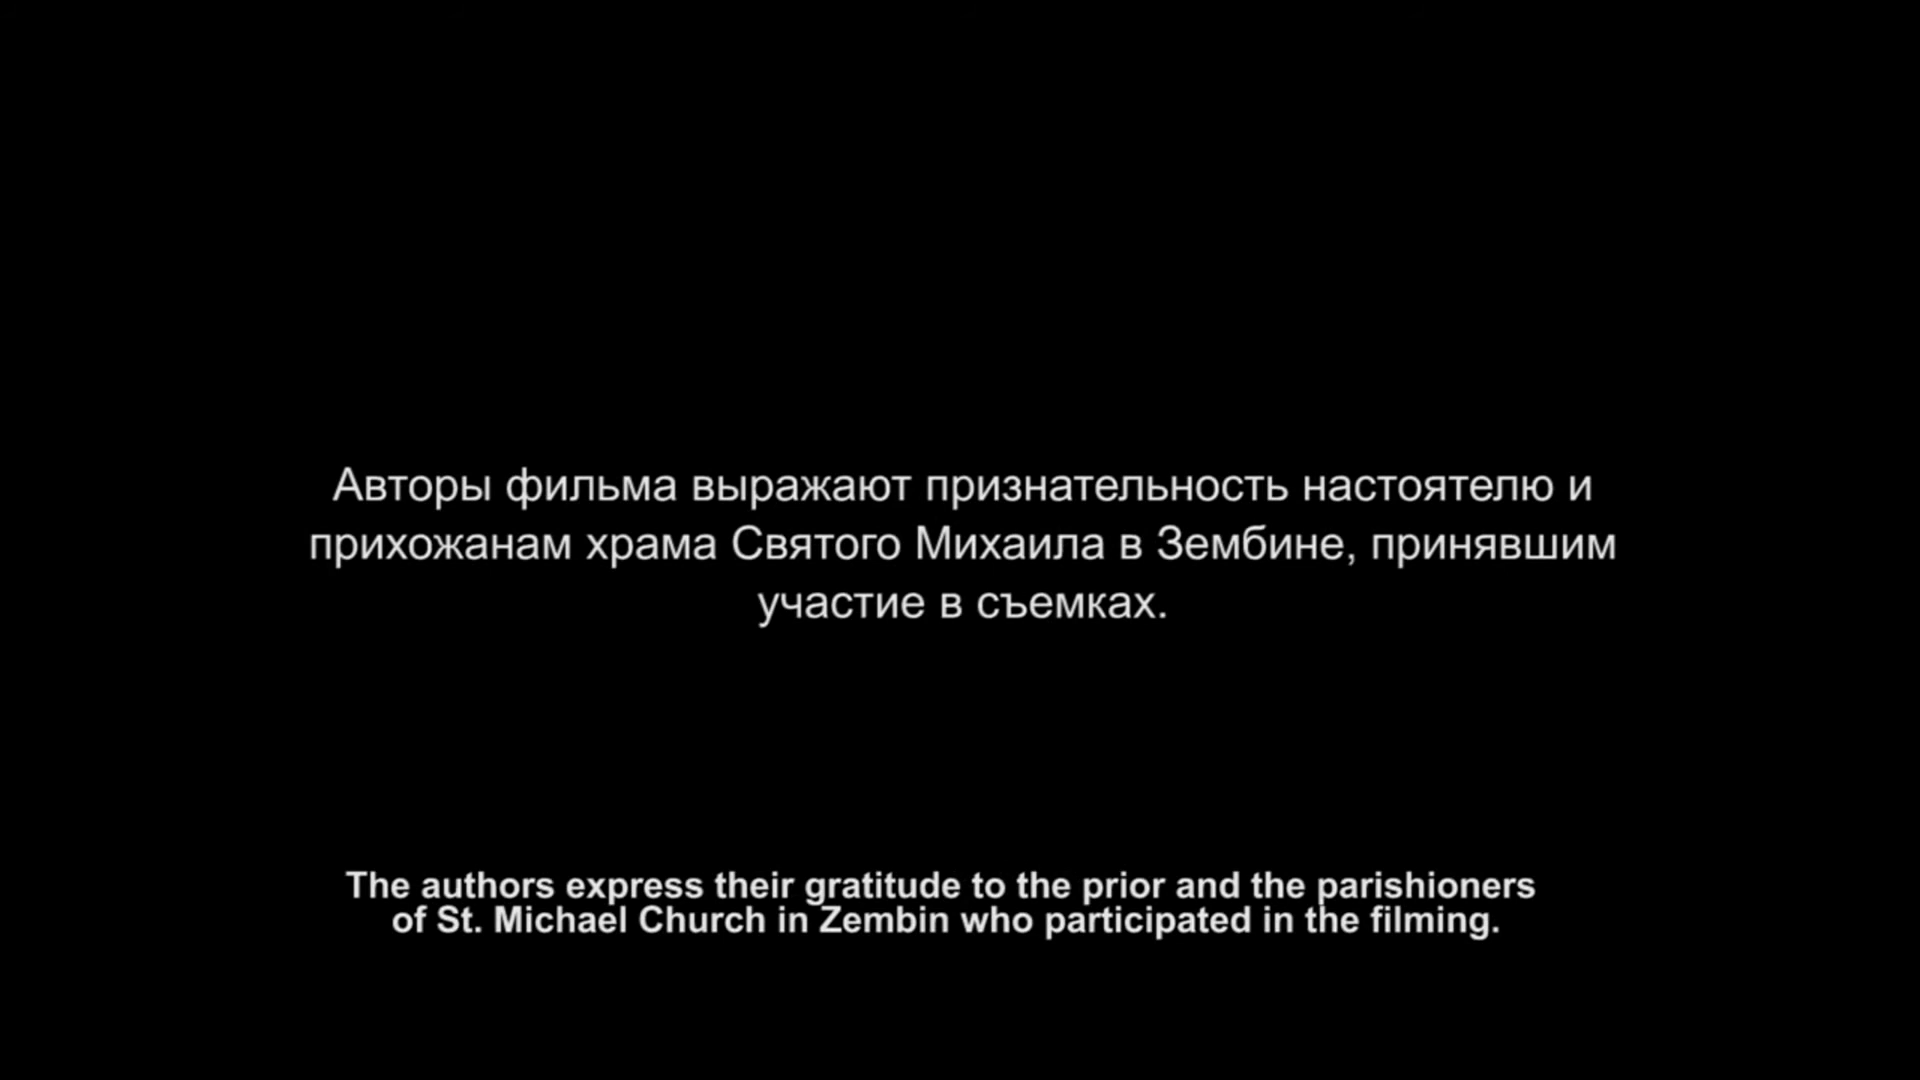 Авторы фильма выражают признательность настоятелю и
прихожанам храма Святого Михаила в Зембине, принявшим
участие в съемках.
The authors express their gratitude to the prior and the parishioners
of St. Michael Church in Zembin who participated in the filming.